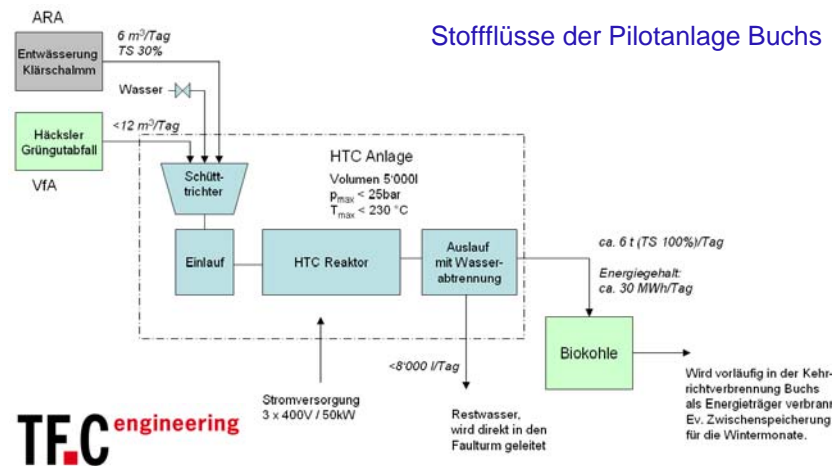 Stoffflüsse der Pilotanlage Buchs
ARA
Entwässerung
Klärschalmm
6 m³/Tag
TS 30%
Wasser
Häcksler
Grüngutabfall
<12 m³/Tag
VfA
Schütt-
trichter
HTC Anlage
Volumen 5'000l
pmax < 25bar
Tmax < 230 °C
Einlauf
HTC Reaktor
Auslauf
mit Wasser-
abtrennung
ca. 6 t (TS 100%)/Tag
Energiegehalt:
ca. 30 MWh/Tag
Biokohle
<8'000 l/Tag
Stromversorgung
3 x 400V / 50kW
Restwasser,
wird direkt in den
Faulturm geleitet
Wird vorläufig in der Kehr-
richtverbrennung Buchs
als Energieträger verbrann
Ev. Zwischenspeicherung
für die Wintermonate.
TF.C engineering